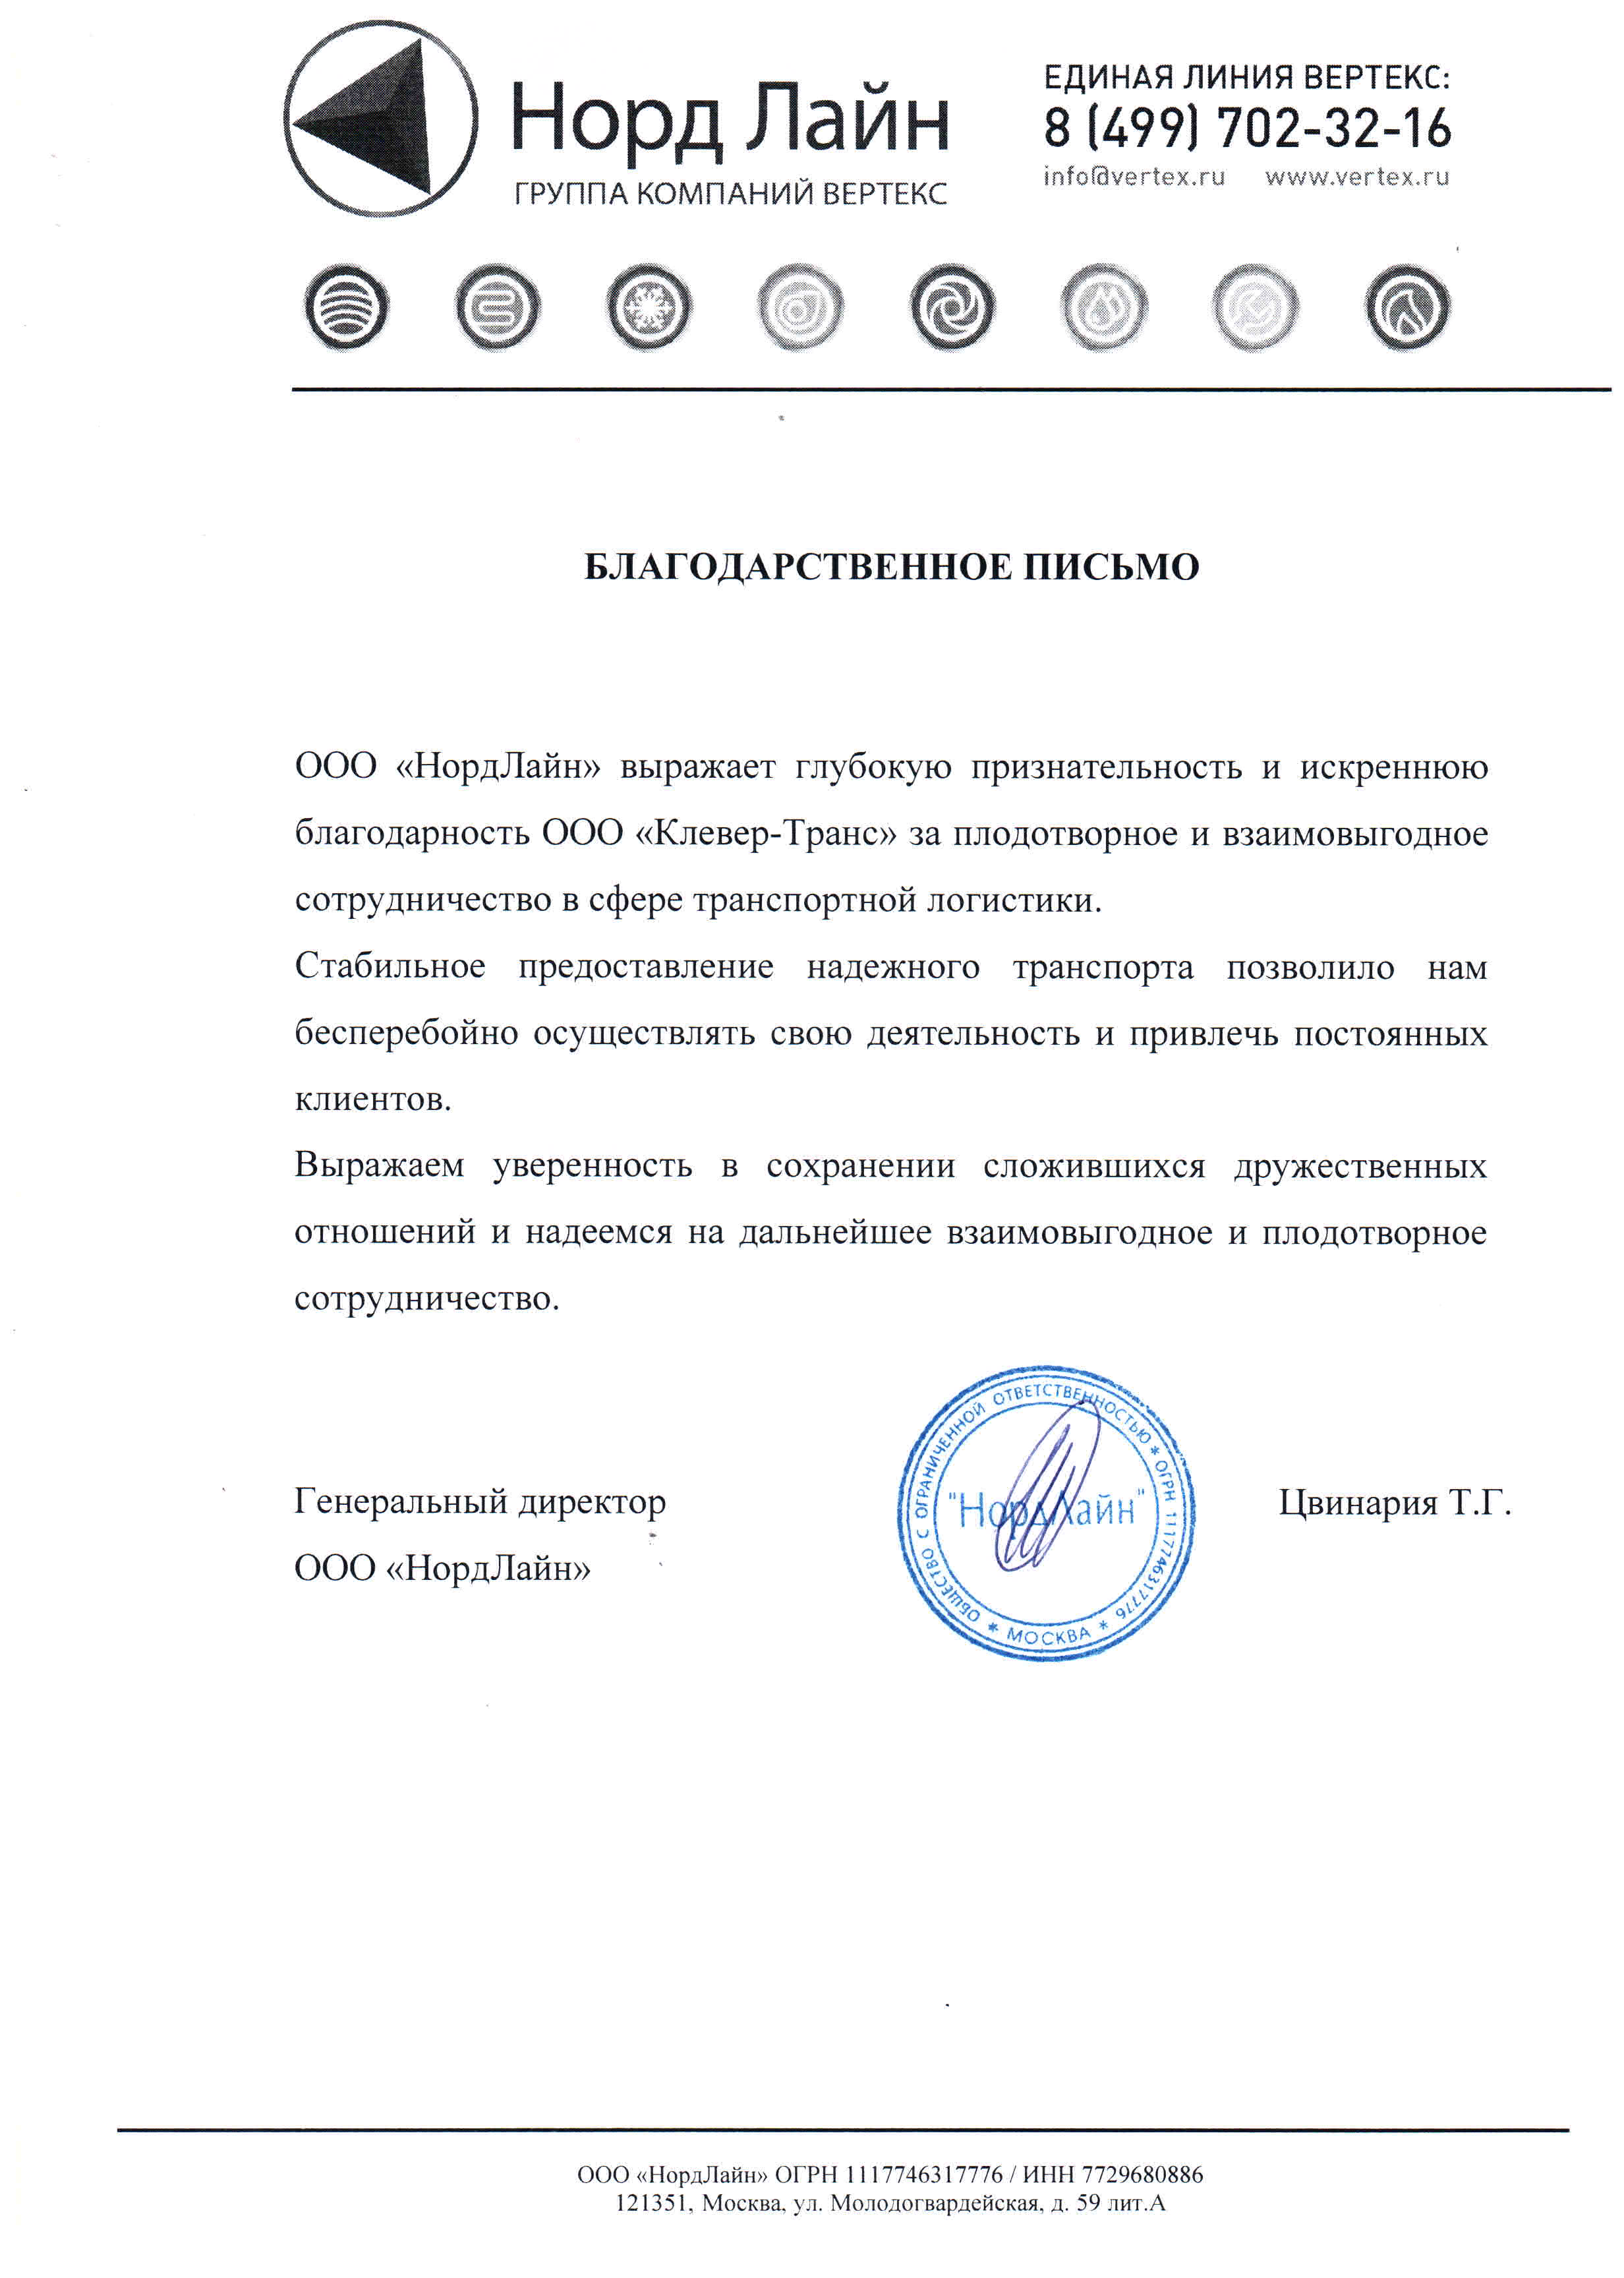 Норд Лайн
ГРУППА КОМПАНИЙ ВЕРТЕКС
ЕДИНАЯ ЛИНИЯ ВЕРТЕКС:
8 (499) 702-32-16
info@vertex.ru www.vertex.ru
БЛАГОДАРСТВЕННОЕ ПИСЬМО
ООО «НордЛайн» выражает глубокую признательность и искреннюю
благодарность ООО «Клевер-Транс» за плодотворное и взаимовыгодное
сотрудничество в сфере транспортной логистики.
Стабильное предоставление надежного транспорта позволило нам
бесперебойно осуществлять свою деятельность и привлечь постоянных
клиентов.
Выражаем уверенность в сохранении сложившихся дружественных
отношений и надеемся на дальнейшее взаимовыгодное и плодотворное
сотрудничество.
Генеральный директор
ООО «НордЛайн»
ОБЩЕСТВО С ОГРАНИЧЕННОЙ ОТВЕТСТВЕННОСТЬЮ * ОГРН 1117746317776 *
* МОСКВА *
"НордЛайн"
Цвинария Т.Г.
ООО «НордЛайн» ОГРН 1117746317776 / ИНН 7729680886
121351, Москва, ул. Молодогвардейская, д. 59 лит.А